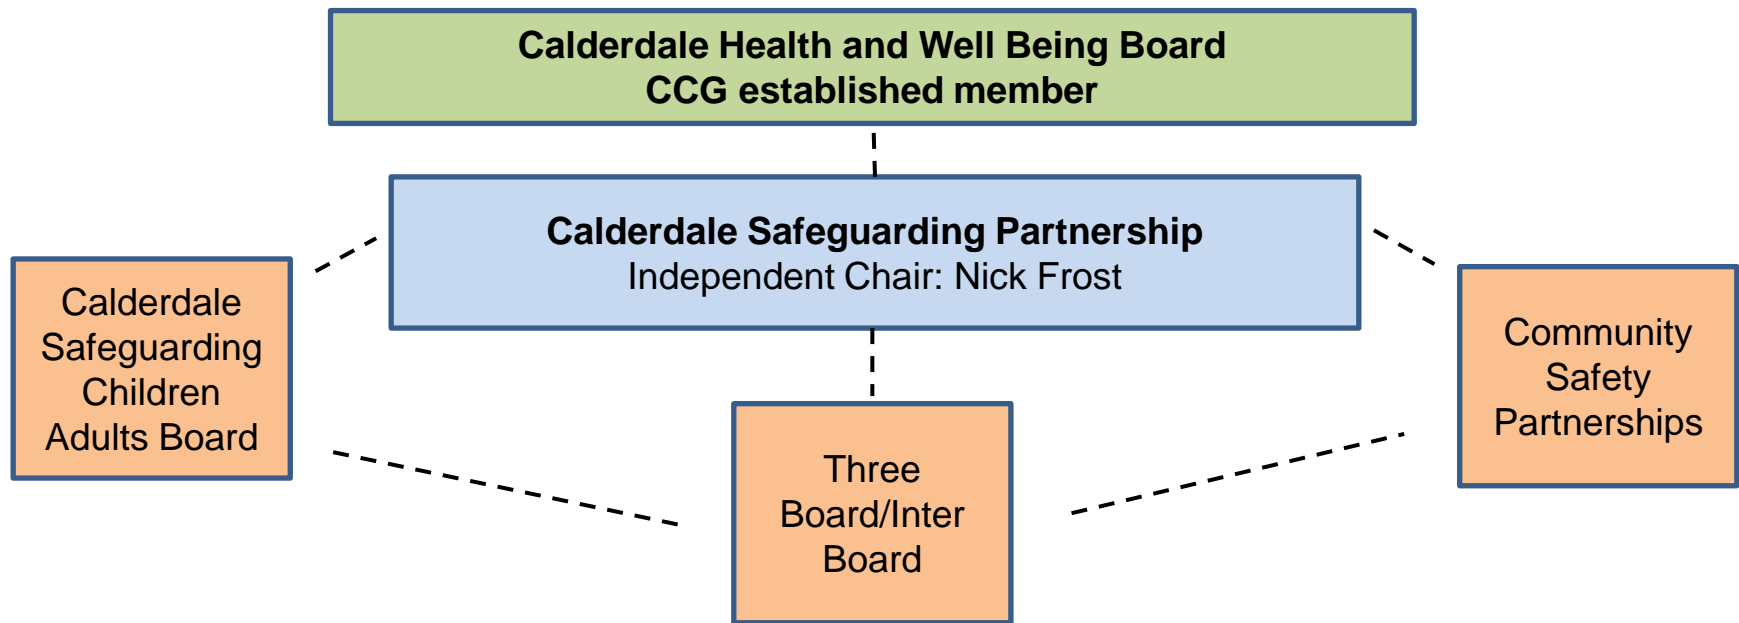 Calderdale Health and Well Being Board
CCG established member
Calderdale Safeguarding Partnership
Independent Chair: Nick Frost
Calderdale
Safeguarding
Children
Adults Board
Three
Board/Inter
Board
Community
Safety
Partnerships